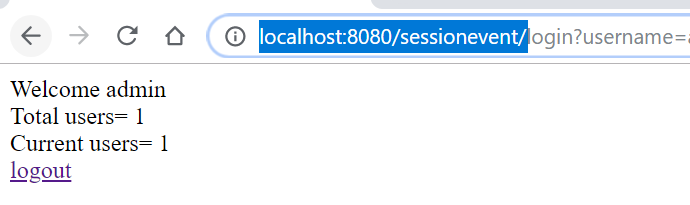 localhost:8080/sessionevent/login?username=
Welcome admin
Total users= 1
Current users= 1
logout